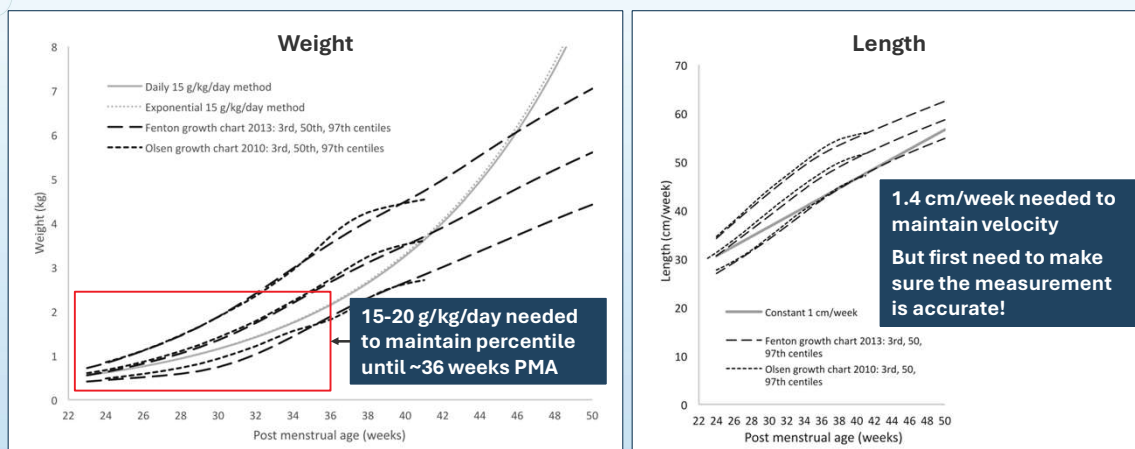 Weight
8
7
6
5
4
3
2
1
0
Weight (kg)
Daily 15 g/kg/day method
Exponential 15 g/kg/day method
Fenton growth chart 2013: 3rd, 50th, 97th centiles
Olsen growth chart 2010: 3rd, 50th, 97th centiles
15-20 g/kg/day needed
to maintain percentile
until ~36 weeks PMA
22 24 26 28 30 32 34 36 38 40 42 44 46 48 50
Post menstrual age (weeks)
Length
70
60
50
40
30
20
10
0
Length (cm/week)
1.4 cm/week needed to
maintain velocity
But first need to make
sure the measurement
is accurate!
Constant 1 cm/week
Fenton growth chart 2013: 3rd, 50,
97th centiles
Olsen growth chart 2010: 3rd, 50,
97th centiles
22 24 26 28 30 32 34 36 38 40 42 44 46 48 50
Post menstrual age (weeks)